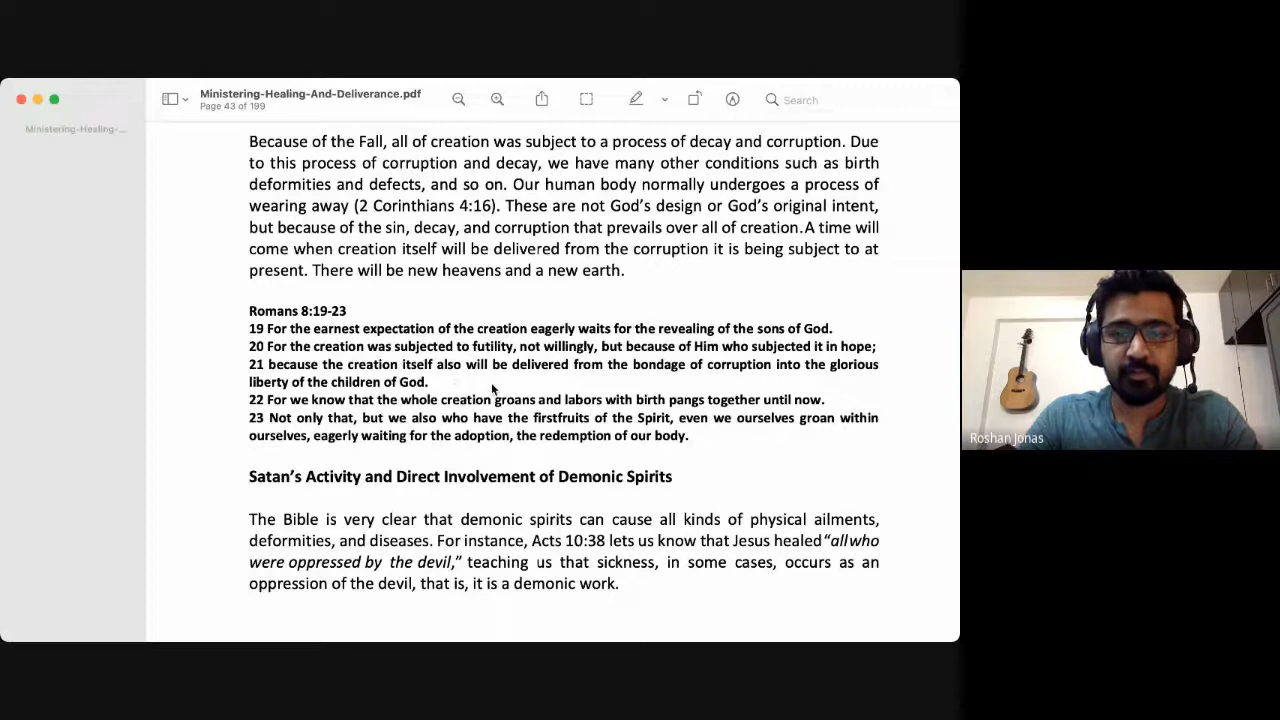 Ministering-Healing-And-Deliverance.pdf
Page 43 of 199
Search
Ministering-Healing-...
Because of the Fall, all of creation was subject to a process of decay and corruption. Due
to this process of corruption and decay, we have many other conditions such as birth
deformities and defects, and so on. Our human body normally undergoes a process of
wearing away (2 Corinthians 4:16). These are not God’s design or God’s original intent,
but because of the sin, decay, and corruption that prevails over all of creation.A time will
come when creation itself will be delivered from the corruption it is being subject to at
present. There will be new heavens and a new earth.
Romans 8:19-23
19 For the earnest expectation of the creation eagerly waits for the revealing of the sons of God.
20 For the creation was subjected to futility, not willingly, but because of Him who subjected it in hope;
21 because the creation itself also will be delivered from the bondage of corruption into the glorious
liberty of the children of God.
22 For we know that the whole creation groans and labors with birth pangs together until now.
23 Not only that, but we also who have the firstfruits of the Spirit, even we ourselves groan within
ourselves, eagerly waiting for the adoption, the redemption of our body.
Satan’s Activity and Direct Involvement of Demonic Spirits
The Bible is very clear that demonic spirits can cause all kinds of physical ailments,
deformities, and diseases. For instance, Acts 10:38 lets us know that Jesus healed “all who
were oppressed by the devil,” teaching us that sickness, in some cases, occurs as an
oppression of the devil, that is, it is a demonic work.
Roshan Jonas